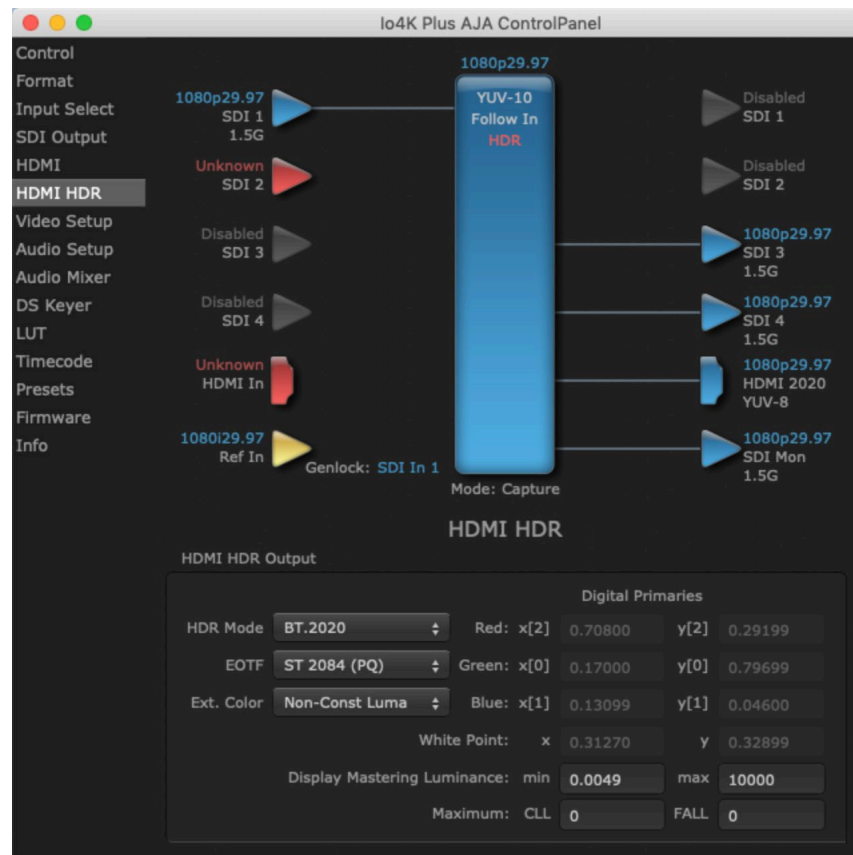 Io4K Plus AJA ControlPanel
Control
Format
Input Select
SDI Output
HDMI
HDMI HDR
Video Setup
Audio Setup
Audio Mixer
DS Keyer
LUT
Timecode
Presets
Firmware
Info
1080p29.97
SDI 1
1.5G
Unknown
SDI 2
Disabled
SDI 3
Disabled
SDI 4
Unknown
HDMI In
1080i29.97
Ref In
Genlock: SDI In 1
1080p29.97
YUV-10
Follow In
HDR
Mode: Capture
Disabled
SDI 1
Disabled
SDI 2
1080p29.97
SDI 3
1.5G
1080p29.97
SDI 4
1.5G
1080p29.97
HDMI 2020
YUV-8
1080p29.97
SDI Mon
1.5G
HDMI HDR
HDMI HDR Output
Digital Primaries
HDR Mode BT.2020 Red: x[2] 0.70800 y[2] 0.29199
EOTF ST 2084 (PQ) Green: x[0] 0.17000 y[0] 0.79699
Ext. Color Non-Const Luma Blue: x[1] 0.13099 y[1] 0.04600
White Point: x 0.31270 y 0.32899
Display Mastering Luminance: min 0.0049 max 10000
Maximum: CLL 0 FALL 0